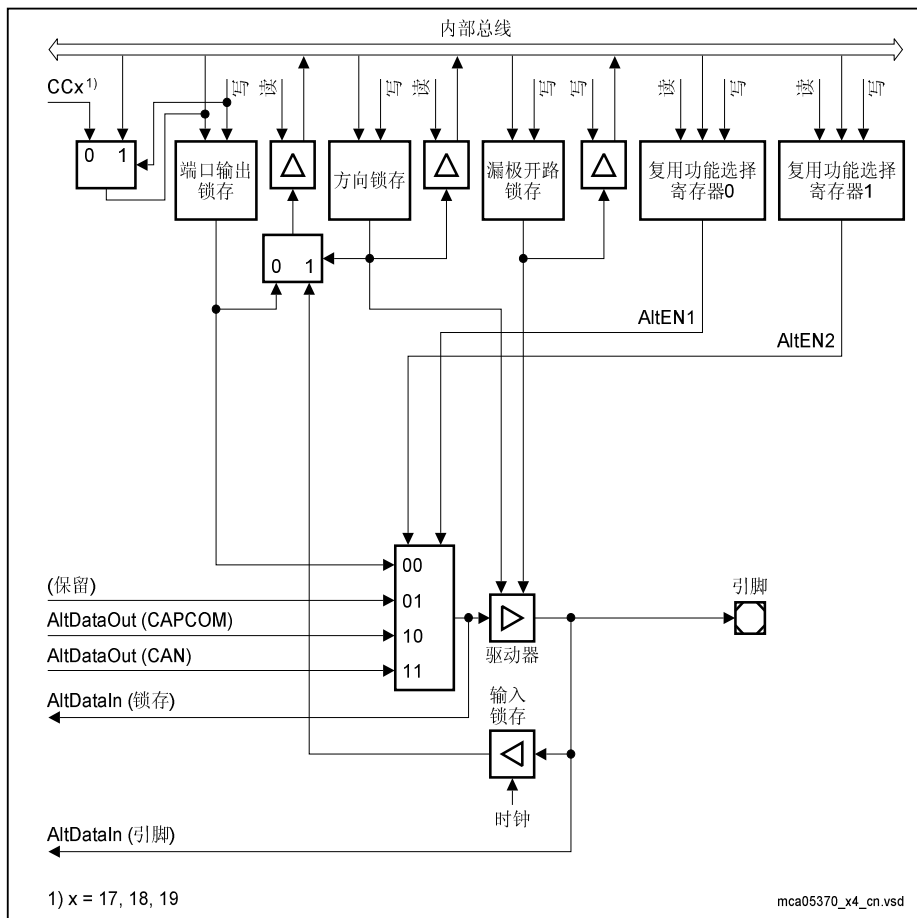 内部总线
CCx1)
写
读
写
读
写
写
读
写
读
写
0 1
端口输出
锁存
方向锁存
漏极开路
锁存
复用功能选择
寄存器0
复用功能选择
寄存器1
0 1
AltEN1
AltEN2
00
(保留)
01
AltDataOut (CAPCOM)
10
AltDataOut (CAN)
11
引脚
驱动器
AltDataIn (锁存)
输入
锁存
时钟
AltDataIn (引脚)
1) x = 17, 18, 19
mca05370_x4_cn.vsd